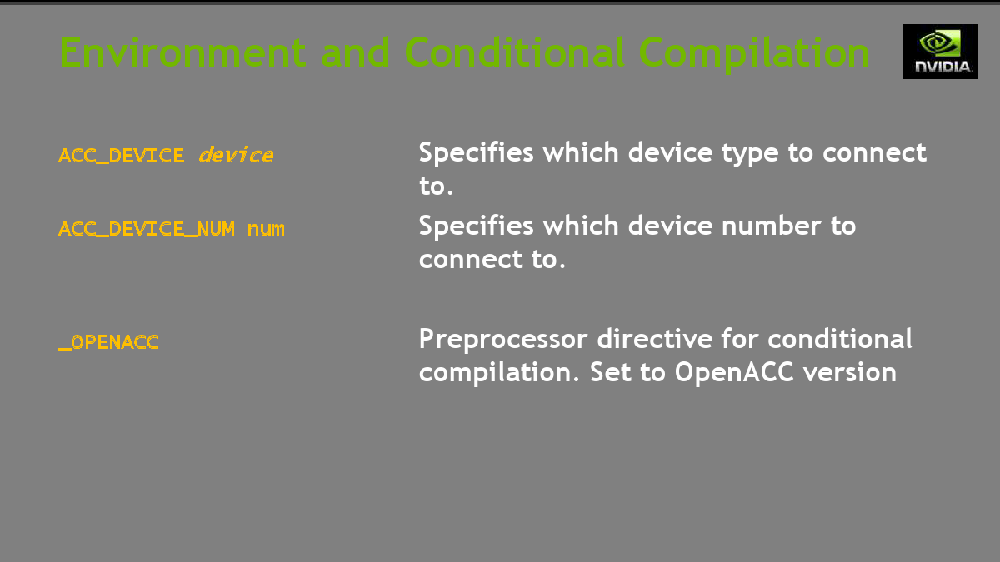 Environment and Conditional Compilation
NVIDIA.
ACC_DEVICE device
Specifies which device type to connect
to.
ACC_DEVICE_NUM num
Specifies which device number to
connect to.
_OPENACC
Preprocessor directive for conditional
compilation. Set to OpenACC version